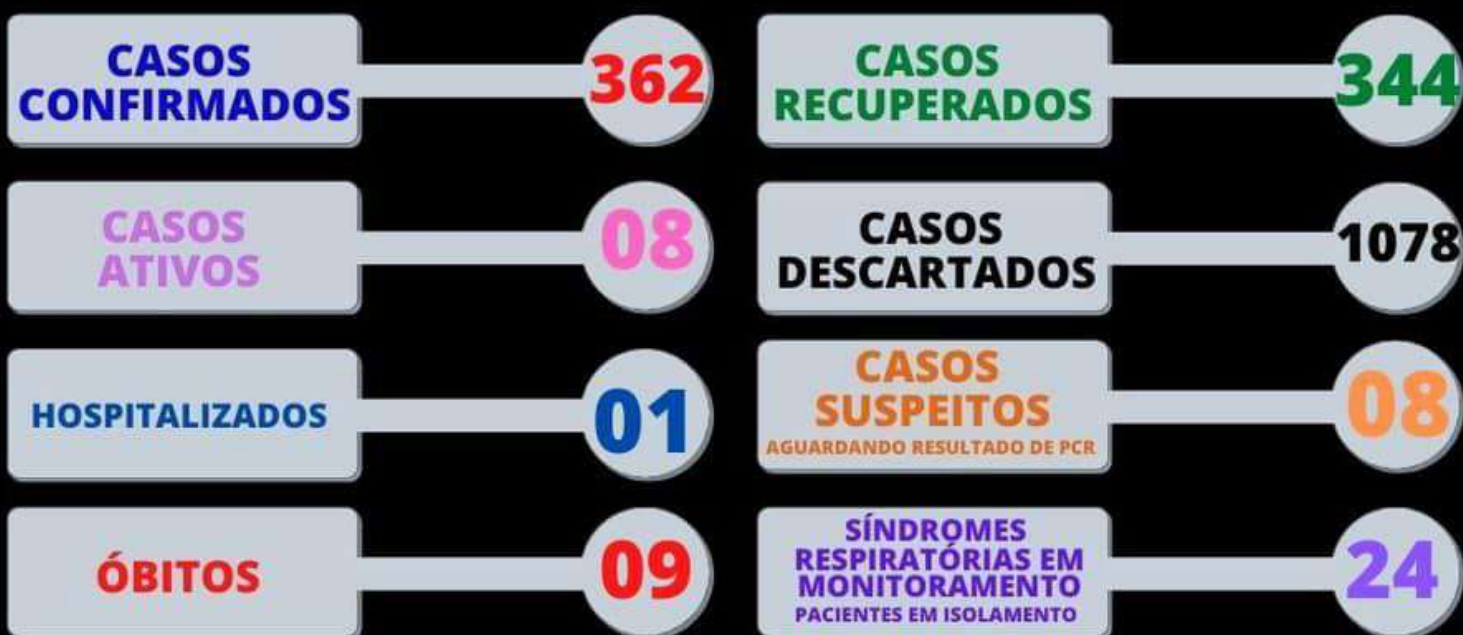 CASOS
CONFIRMADOS
362
CASOS
RECUPERADOS
344
CASOS
ATIVOS
08
CASOS
DESCARTADOS
1078
HOSPITALIZADOS
01
CASOS
SUSPEITOS
AGUARDANDO RESULTADO DE PCR
08
ÓBITOS
09
SÍNDROMES
RESPIRATÓRIAS EM
MONITORAMENTO
PACIENTES EM ISOLAMENTO
24